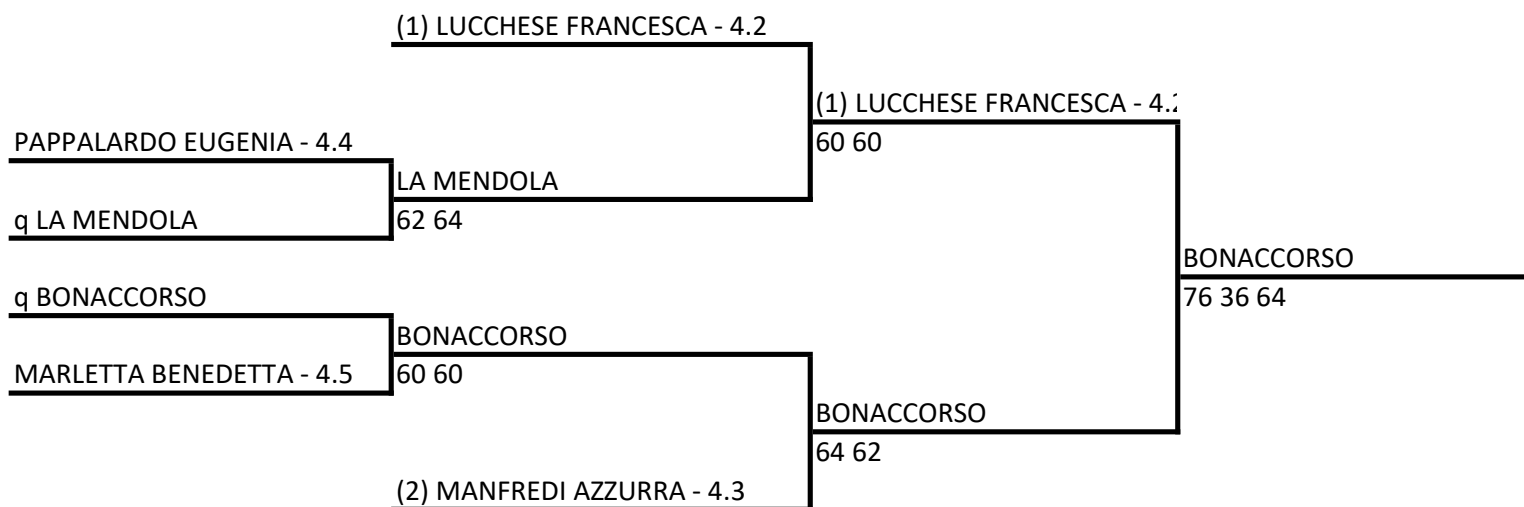 (1) LUCCHESE FRANCESCA - 4.2
(1) LUCCHESE FRANCESCA - 4.2
PAPPALARDO EUGENIA - 4.4
60 60
LA MENDOLA
q LA MENDOLA
62 64
BONACCORSO
q BONACCORSO
76 36 64
BONACCORSO
MARLETTA BENEDETTA - 4.5
60 60
BONACCORSO
64 62
(2) MANFREDI AZZURRA - 4.3